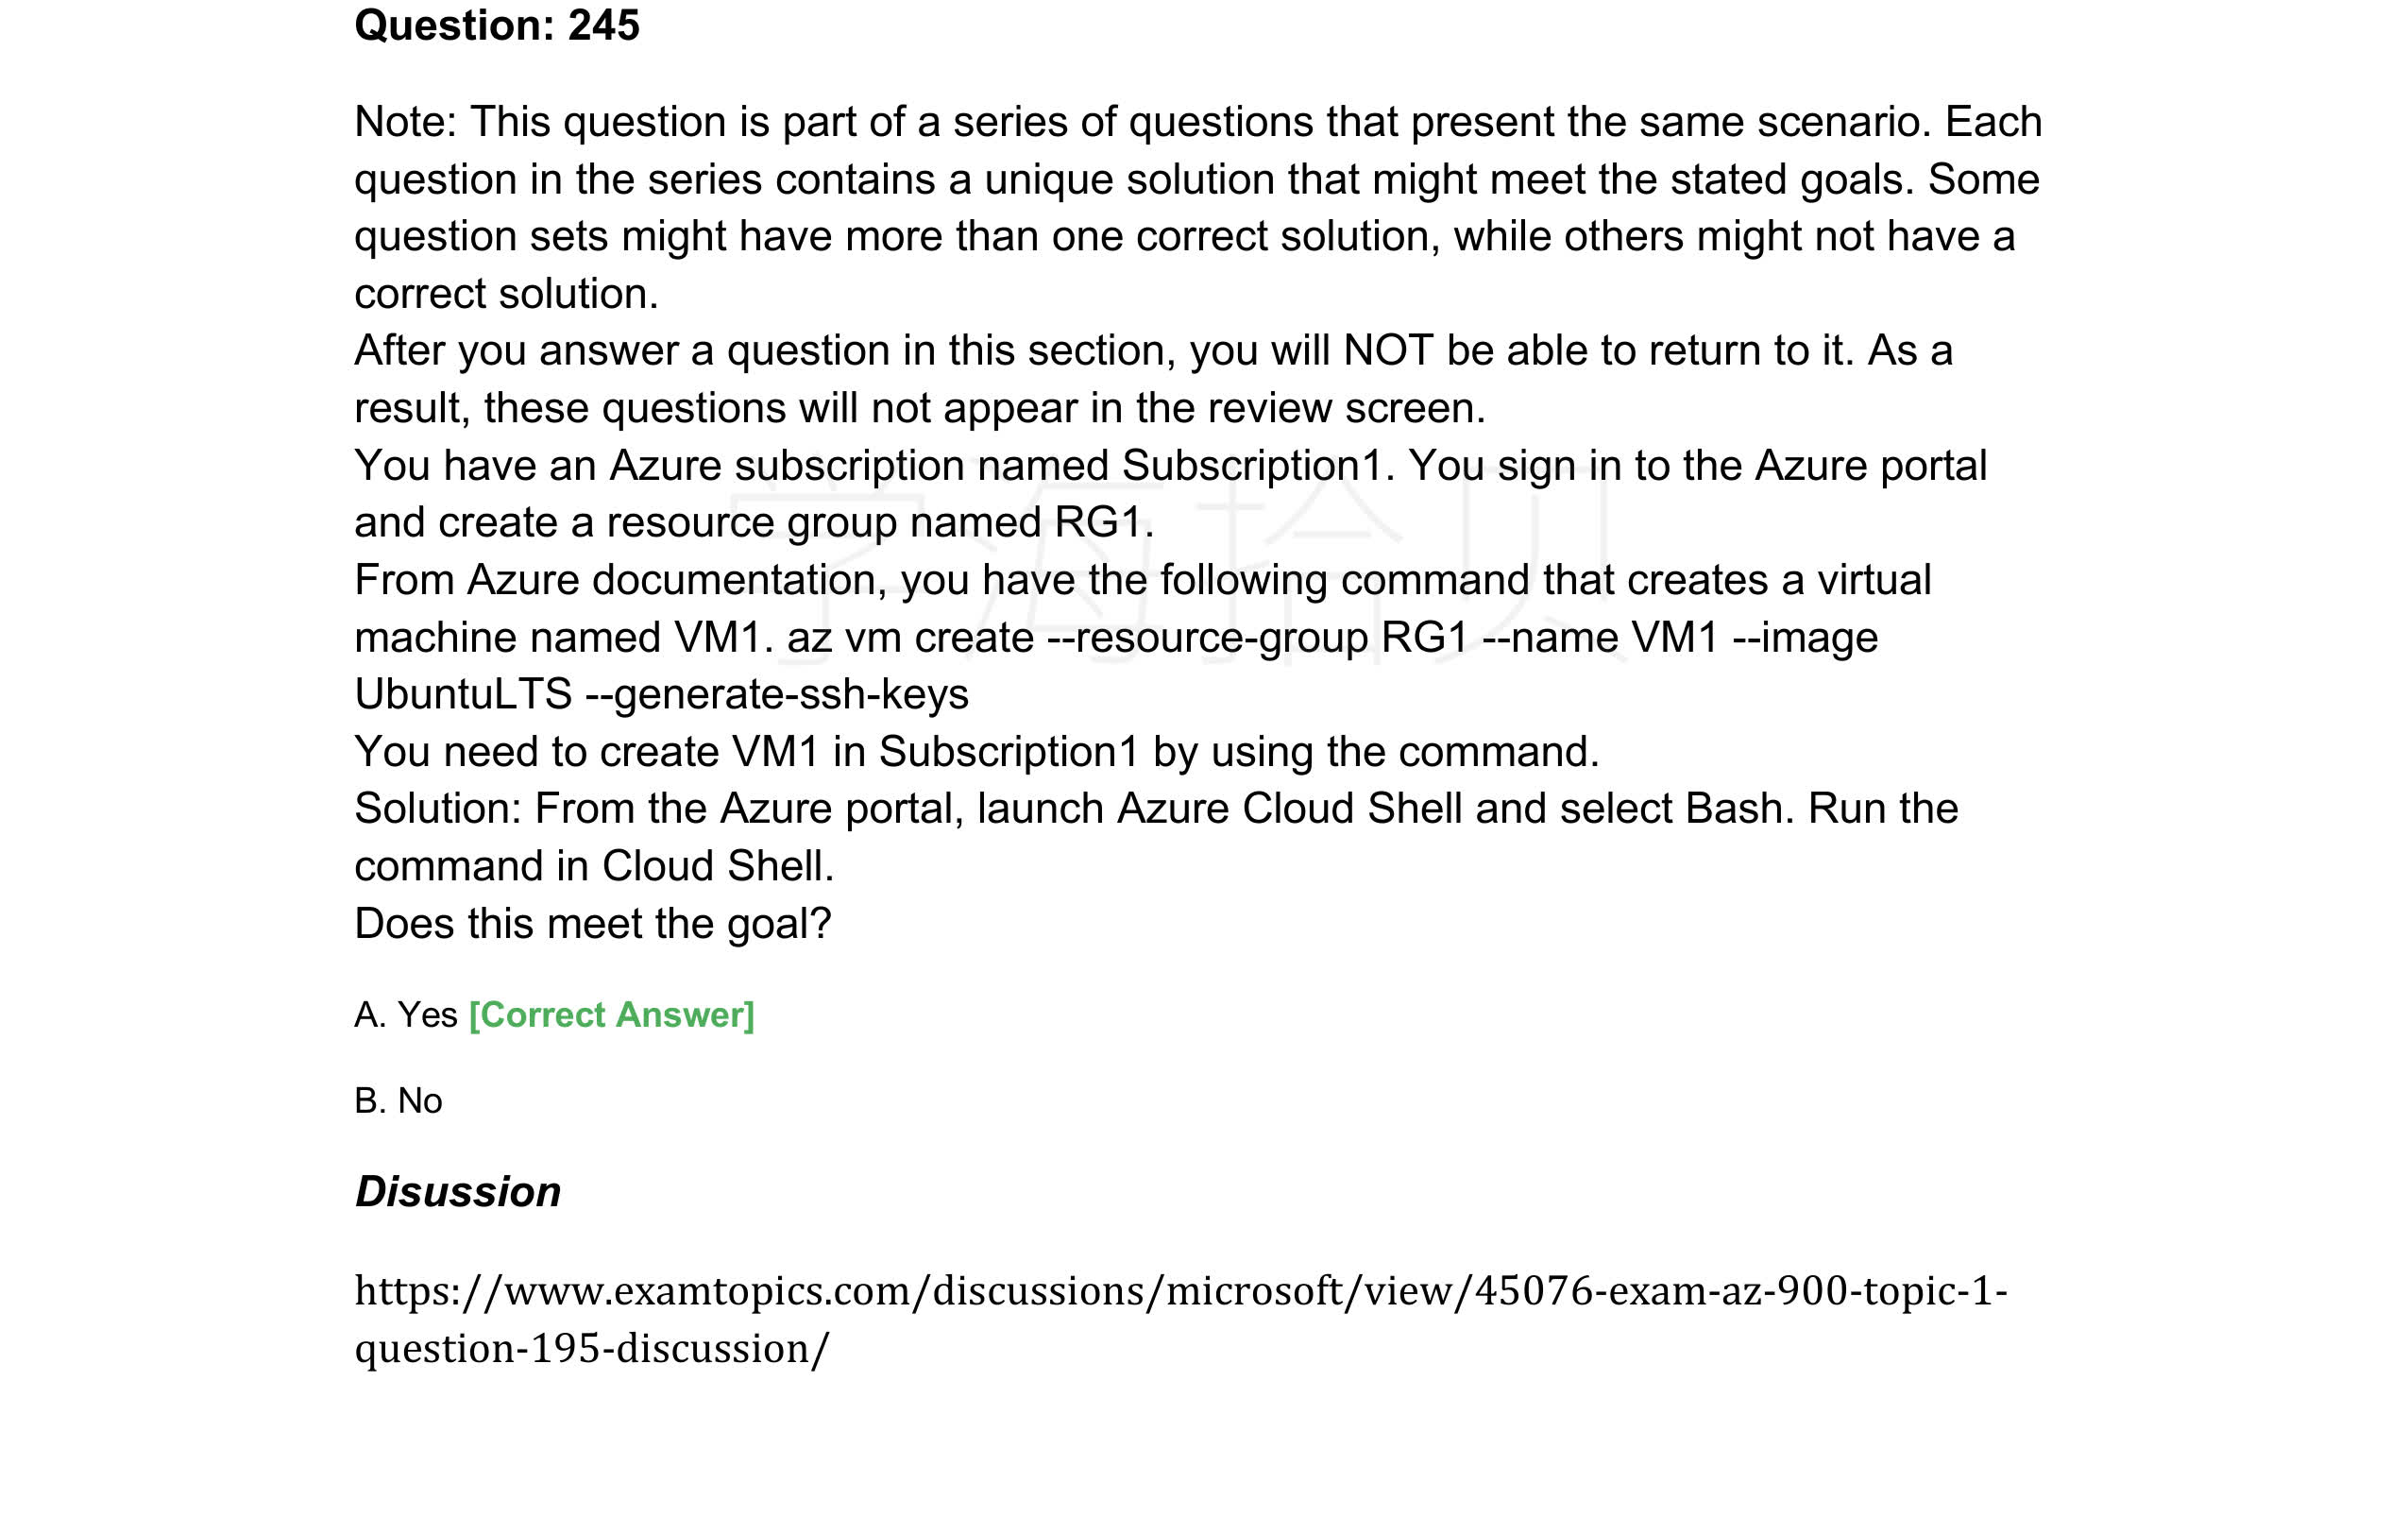 Question: 245
Note: This question is part of a series of questions that present the same scenario. Each
question in the series contains a unique solution that might meet the stated goals. Some
question sets might have more than one correct solution, while others might not have a
correct solution.
After you answer a question in this section, you will NOT be able to return to it. As a
result, these questions will not appear in the review screen.
You have an Azure subscription named Subscription1. You sign in to the Azure portal
and create a resource group named RG1.
From Azure documentation, you have the following command that creates a virtual
machine named VM1. az vm create --resource-group RG1 --name VM1 --image
UbuntuLTS --generate-ssh-keys
You need to create VM1 in Subscription1 by using the command.
Solution: From the Azure portal, launch Azure Cloud Shell and select Bash. Run the
command in Cloud Shell.
Does this meet the goal?
A. Yes [Correct Answer]
B. No
Disussion
https://www.examtopics.com/discussions/microsoft/view/45076-exam-az-900-topic-1-
question-195-discussion/
学海拾贝